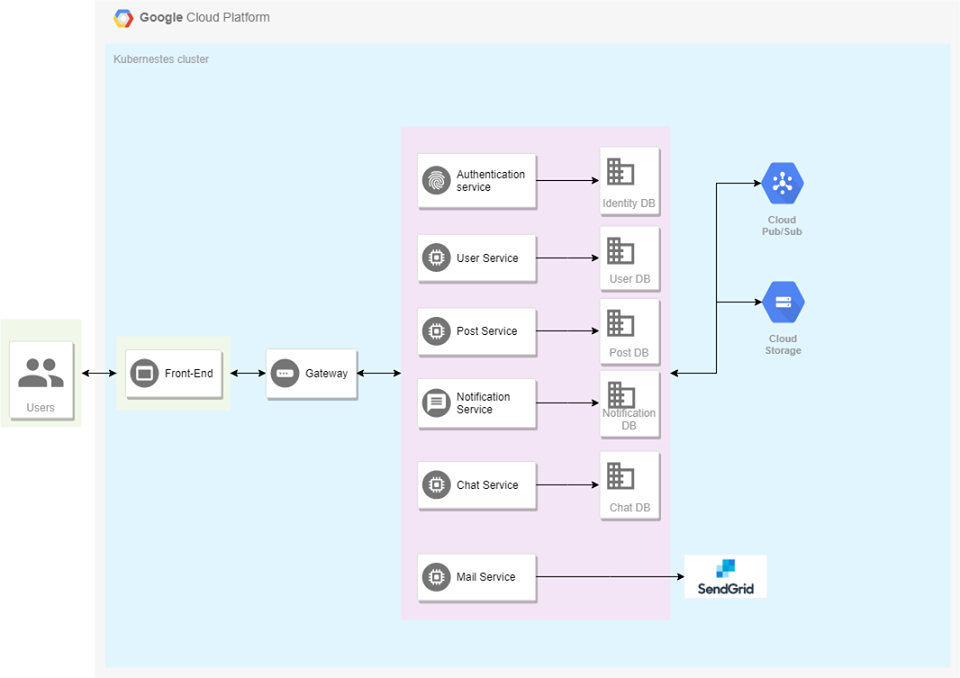 Google Cloud Platform
Kubernestes cluster
Authentication
service
Identity DB
Cloud
Pub/Sub
User Service
User DB
Post Service
Post DB
Cloud
Storage
Users
Front-End
Gateway
Notification
Service
Notification
DB
Chat Service
Chat DB
Mail Service
SendGrid